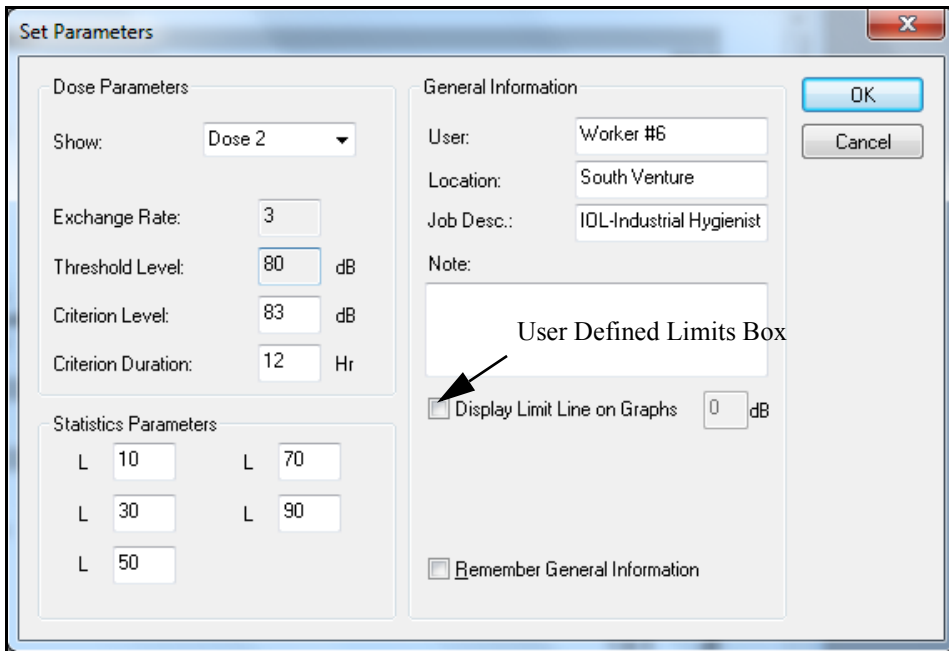 Set Parameters
Dose Parameters
Show: Dose 2
Exchange Rate: 3
Threshold Level: 80 dB
Criterion Level: 83 dB
Criterion Duration: 12 Hr
Statistics Parameters
L 10 L 70
L 30 L 90
L 50
General Information
User: Worker #6
Location: South Venture
Job Desc.: IOL-Industrial Hygienist
Note:
User Defined Limits Box
Display Limit Line on Graphs 0 dB
Remember General Information
OK
Cancel